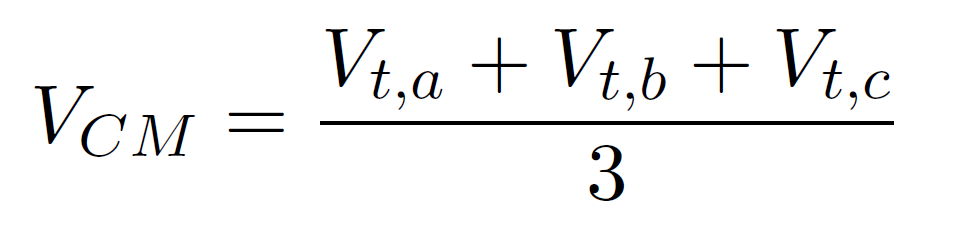 V_{CM} = \frac{V_{t,a} + V_{t,b} + V_{t,c}}{3}